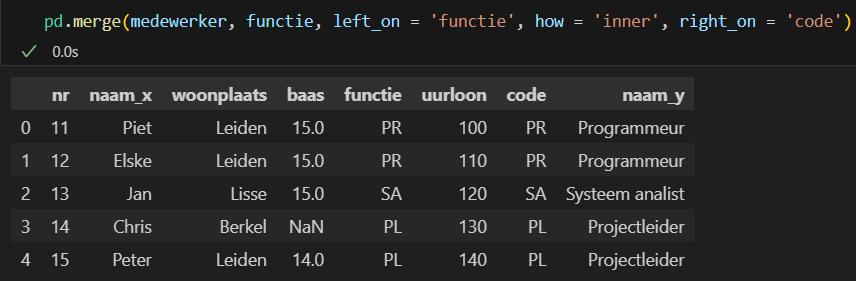 pd.merge(medewerker, functie, left_on = 'functie', how = 'inner', right_on = 'code')
0.0s
nr naam_x woonplaats baas functie uurloon code naam_y
0 11 Piet Leiden 15.0 PR 100 PR Programmeur
1 12 Elske Leiden 15.0 PR 110 PR Programmeur
2 13 Jan Lisse 15.0 SA 120 SA Systeem analist
3 14 Chris Berkel NaN PL 130 PL Projectleider
4 15 Peter Leiden 14.0 PL 140 PL Projectleider